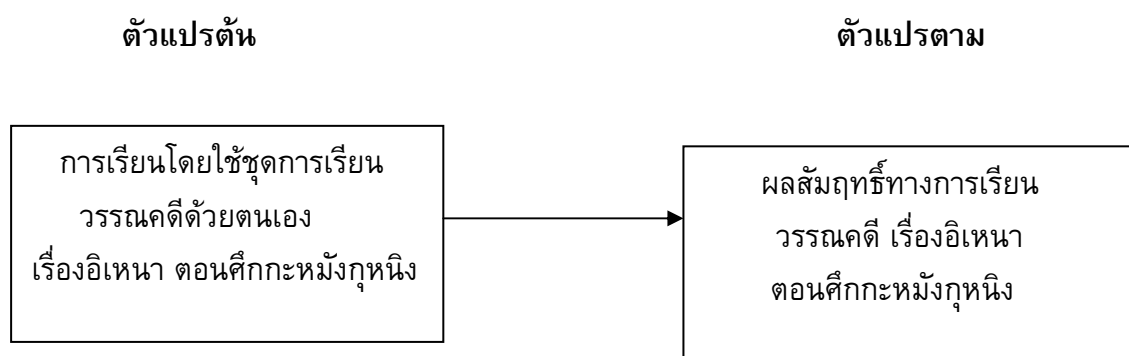 ตัวแปรต้น
ตัวแปรตาม
การเรียนโดยใช้ชุดการเรียน
วรรณคดีด้วยตนเอง
เรื่องอิเหนา ตอนศึกกะหมังกุหนิง
ผลสัมฤทธิ์ทางการเรียน
วรรณคดี เรื่องอิเหนา
ตอนศึกกะหมังกุหนิง